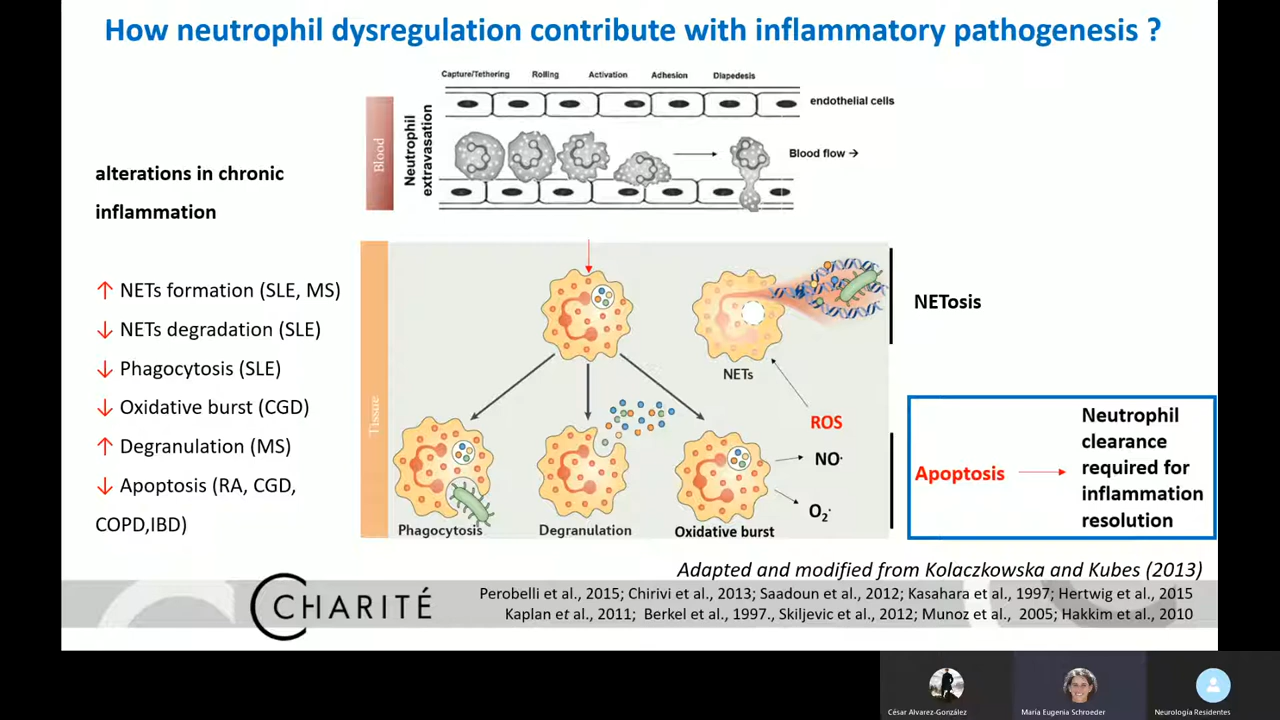 How neutrophil dysregulation contribute with inflammatory pathogenesis ?
Capture/Tethering Rolling Activation Adhesion Diapedesis
endothelial cells
Blood
Neutrophil
extravasation
Blood flow →
alterations in chronic
inflammation
↑ NETs formation (SLE, MS)
↓ NETs degradation (SLE)
↓ Phagocytosis (SLE)
↓ Oxidative burst (CGD)
↑ Degranulation (MS)
↓ Apoptosis (RA, CGD,
COPD,IBD)
Tissue
NETs
NETosis
ROS
NO·
O₂·
Phagocytosis
Degranulation
Oxidative burst
Apoptosis
Neutrophil
clearance
required for
inflammation
resolution
Adapted and modified from Kolaczkowska and Kubes (2013)
CHARITÉ
Perobelli et al., 2015; Chirivi et al., 2013; Saadoun et al., 2012; Kasahara et al., 1997; Hertwig et al., 2015
Kaplan et al., 2011; Berkel et al., 1997., Skiljevic et al., 2012; Munoz et al., 2005; Hakkim et al., 2010
César Alvarez-González
María Eugenia Schroeder
Neurología Residentes